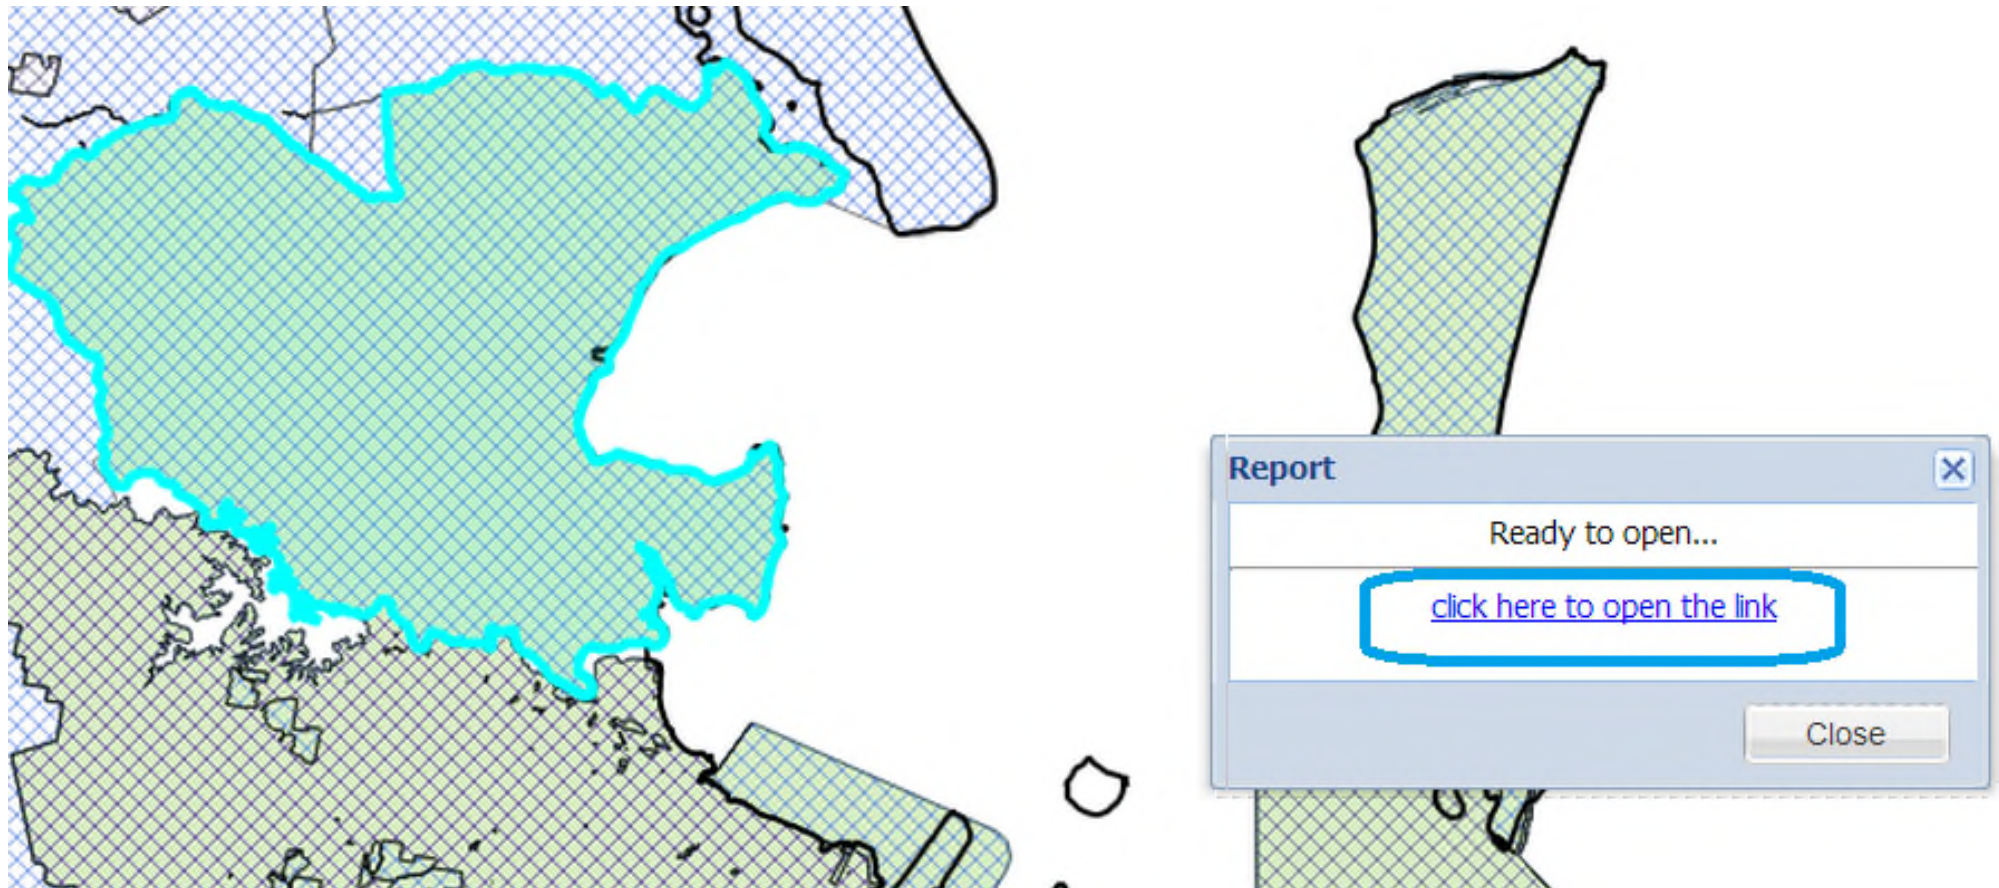 Report
Ready to open...
click here to open the link
Close